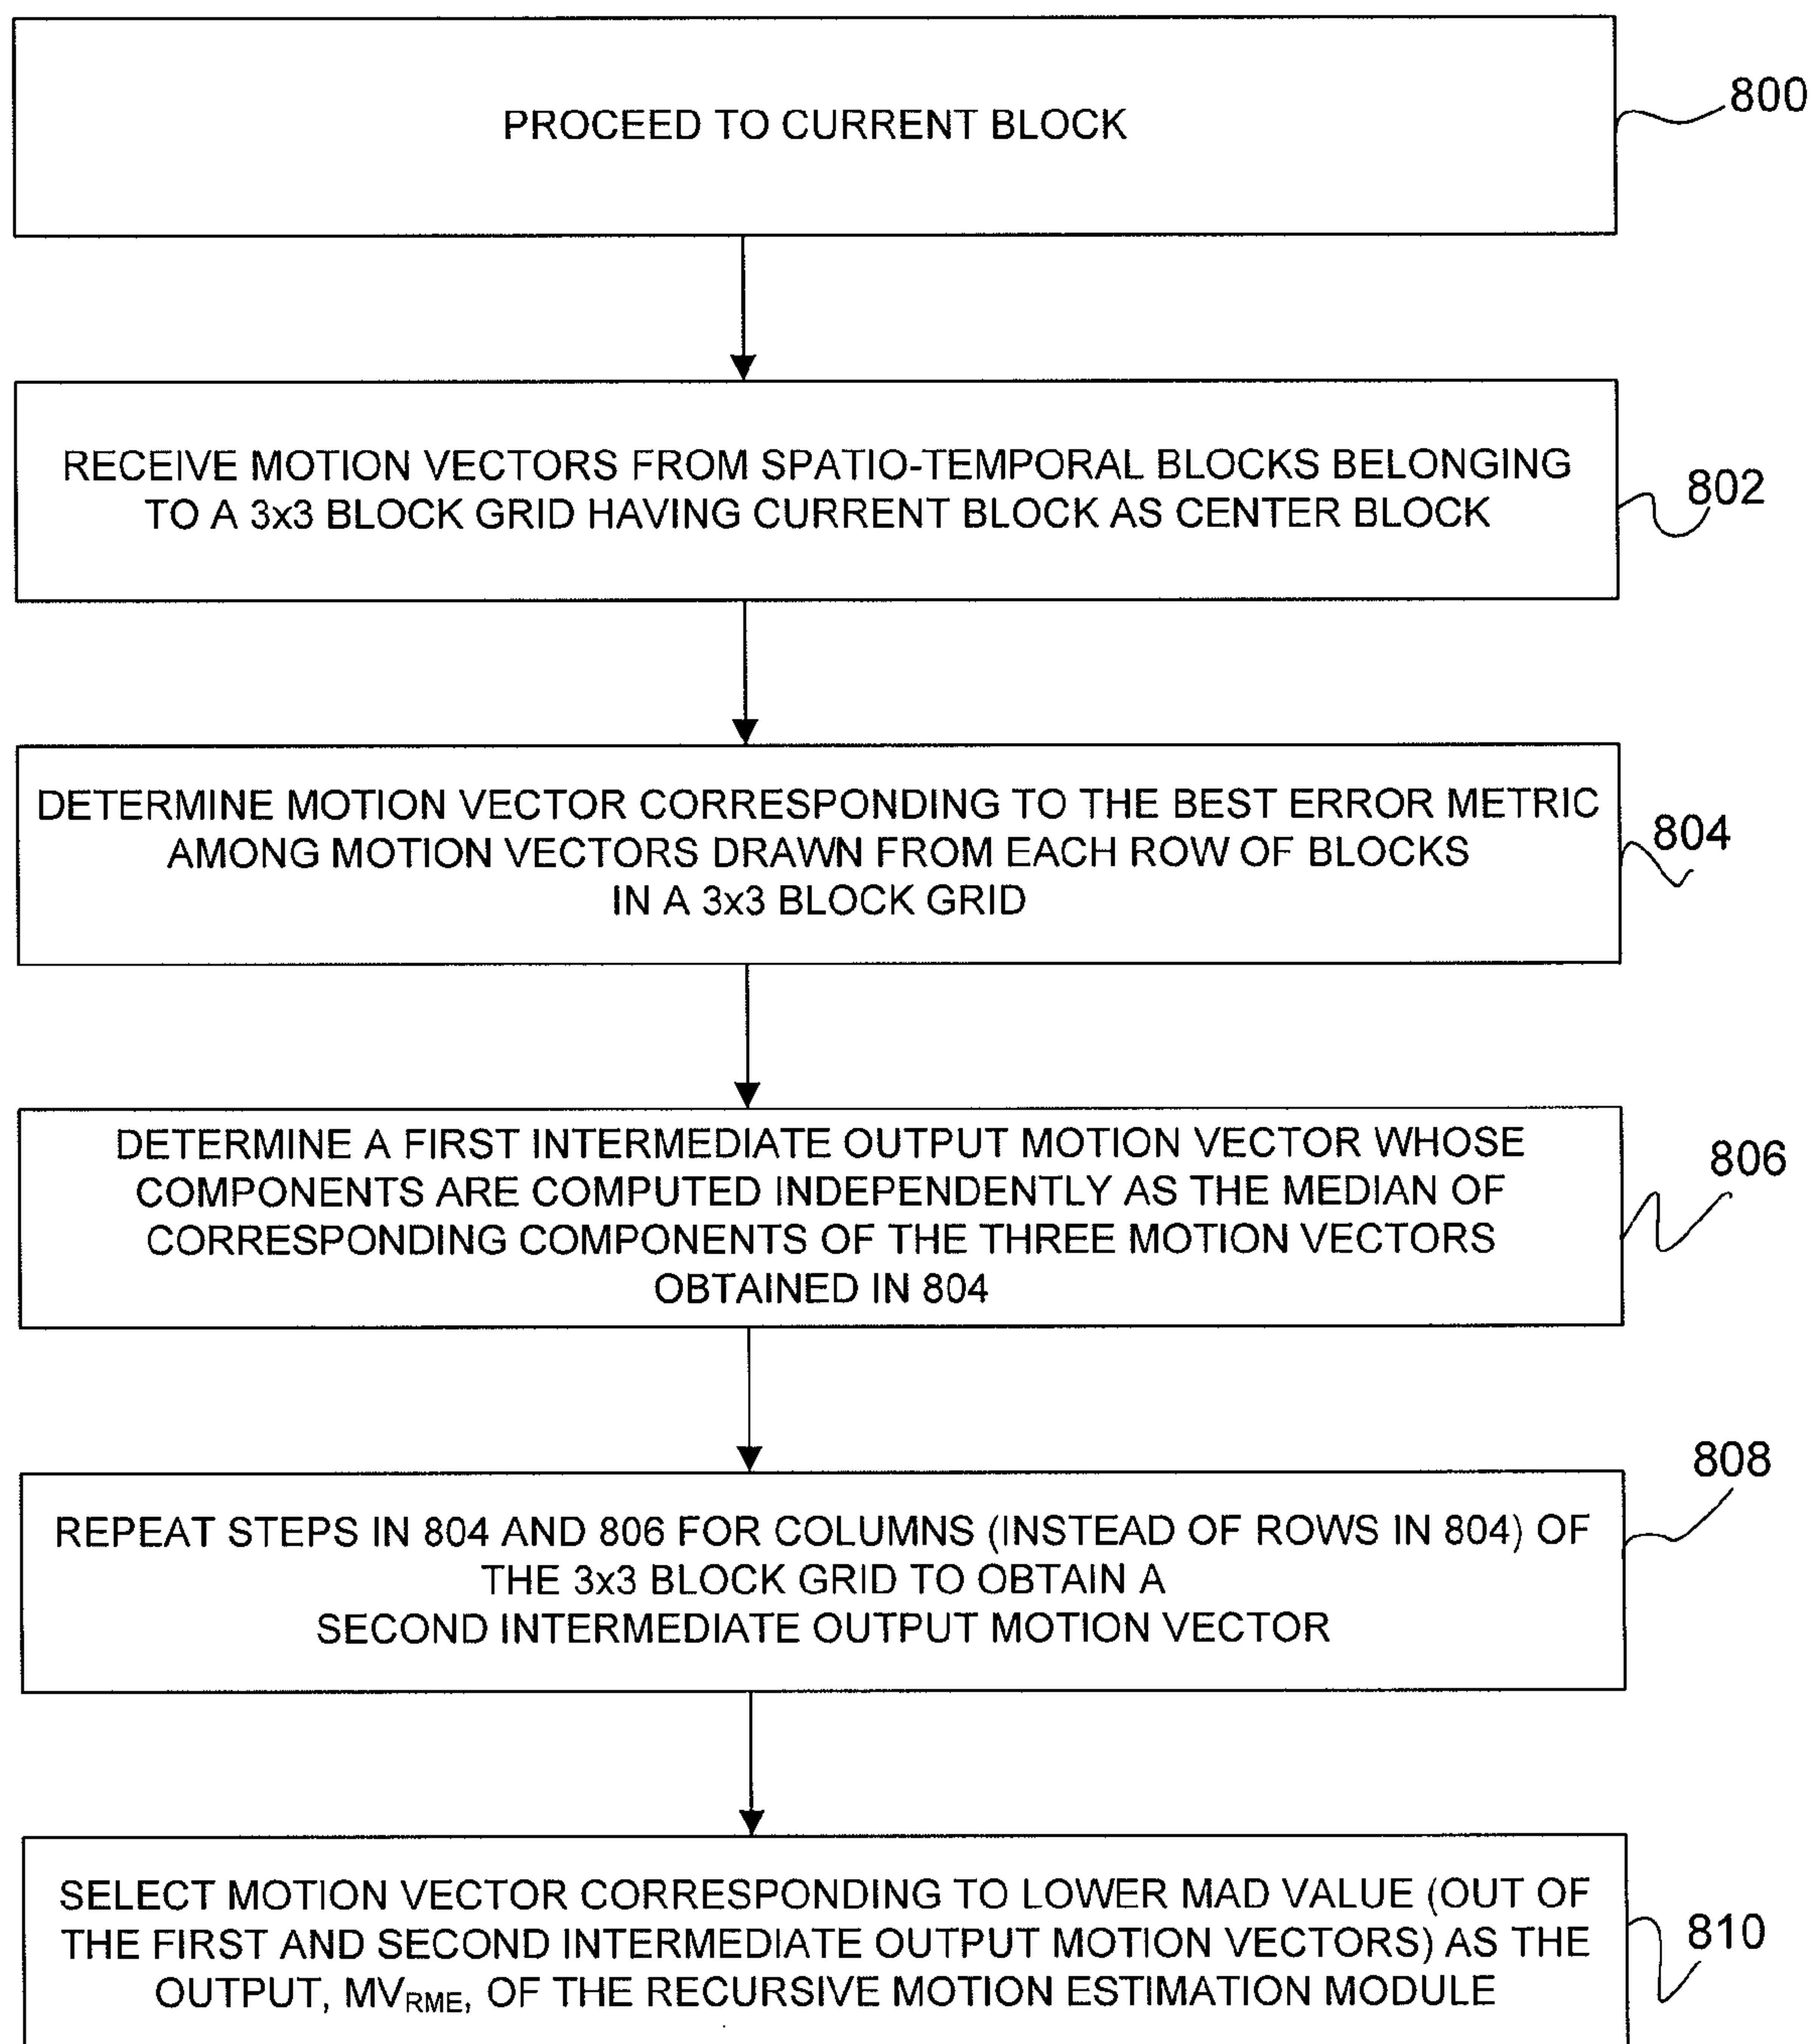 PROCEED TO CURRENT BLOCK
800
RECEIVE MOTION VECTORS FROM SPATIO-TEMPORAL BLOCKS BELONGING
TO A 3x3 BLOCK GRID HAVING CURRENT BLOCK AS CENTER BLOCK
802
DETERMINE MOTION VECTOR CORRESPONDING TO THE BEST ERROR METRIC
AMONG MOTION VECTORS DRAWN FROM EACH ROW OF BLOCKS
IN A 3x3 BLOCK GRID
804
DETERMINE A FIRST INTERMEDIATE OUTPUT MOTION VECTOR WHOSE
COMPONENTS ARE COMPUTED INDEPENDENTLY AS THE MEDIAN OF
CORRESPONDING COMPONENTS OF THE THREE MOTION VECTORS
OBTAINED IN 804
806
REPEAT STEPS IN 804 AND 806 FOR COLUMNS (INSTEAD OF ROWS IN 804) OF
THE 3x3 BLOCK GRID TO OBTAIN A
SECOND INTERMEDIATE OUTPUT MOTION VECTOR
808
SELECT MOTION VECTOR CORRESPONDING TO LOWER MAD VALUE (OUT OF
THE FIRST AND SECOND INTERMEDIATE OUTPUT MOTION VECTORS) AS THE
OUTPUT, MVRME, OF THE RECURSIVE MOTION ESTIMATION MODULE
810